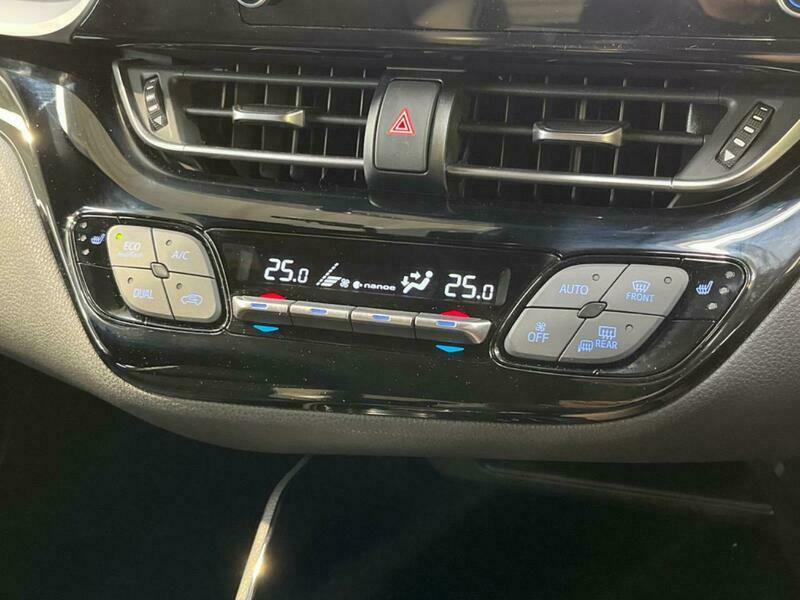 ECO
A/C
DUAL
25.0
nanoe
25.0
AUTO
FRONT
OFF
REAR